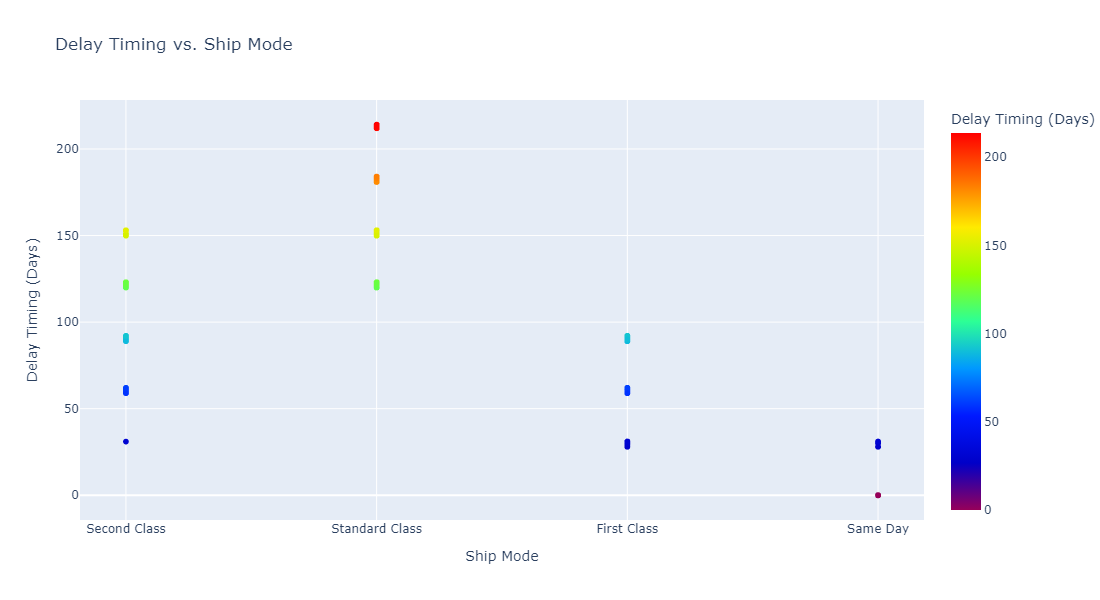 Delay Timing vs. Ship Mode
Delay Timing (Days)
200
150
100
50
0
Second Class
Standard Class
First Class
Same Day
Ship Mode
Delay Timing (Days)
200
150
100
50
0